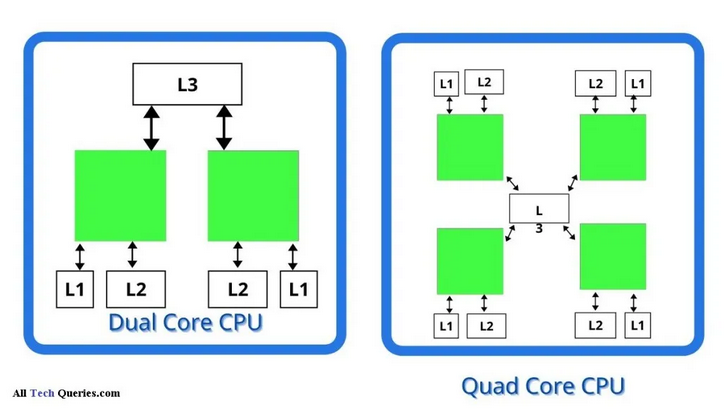 L3
L1 L2 L2 L1
Dual Core CPU
L1 L2 L2 L1
L
3
L1 L2 L2 L1
Quad Core CPU
All Tech Queries.com